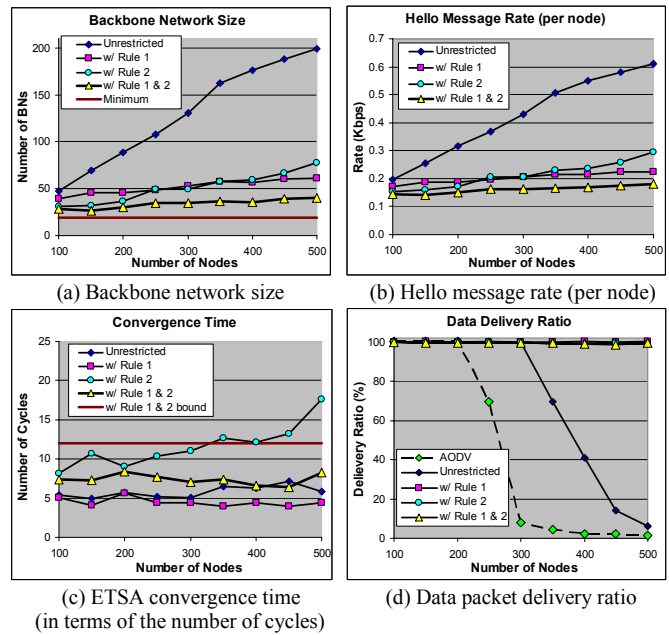 Backbone Network Size
Number of BNs
200
150
100
50
0
Unrestricted
w/ Rule 1
w/ Rule 2
w/ Rule 1 & 2
Minimum
100 200 300 400 500
Number of Nodes
(a) Backbone network size
Hello Message Rate (per node)
Rate (Kbps)
0.7
0.6
0.5
0.4
0.3
0.2
0.1
0.0
Unrestricted
w/ Rule 1
w/ Rule 2
w/ Rule 1 & 2
100 200 300 400 500
Number of Nodes
(b) Hello message rate (per node)
Convergence Time
Number of Cycles
25
20
15
10
5
0
Unrestricted
w/ Rule 1
w/ Rule 2
w/ Rule 1 & 2
w/ Rule 1 & 2 bound
100 200 300 400 500
Number of Nodes
(c) ETSA convergence time
(in terms of the number of cycles)
Data Delivery Ratio
Delievery Ratio (%)
100
80
60
40
20
0
AODV
Unrestricted
w/ Rule 1
w/ Rule 2
w/ Rule 1 & 2
100 200 300 400 500
Number of Nodes
(d) Data packet delivery ratio